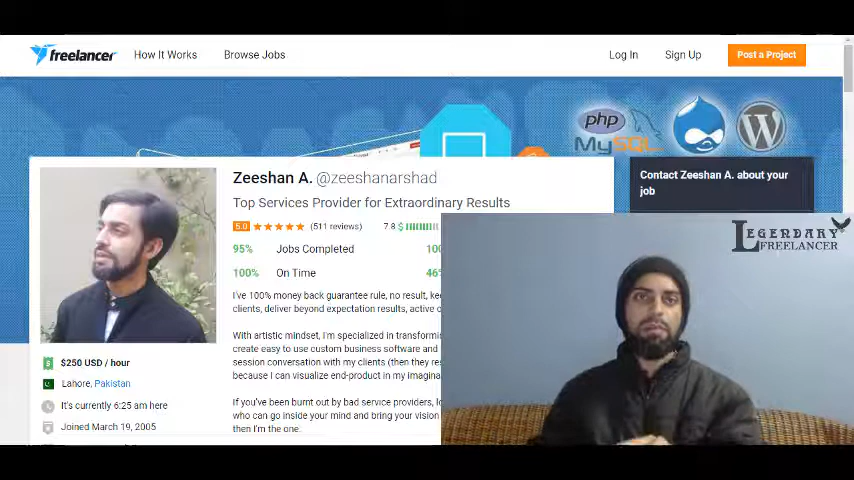 freelancer
How It Works
Browse Jobs
Log In
Sign Up
Post a Project
php
MySQL
W
Zeeshan A. @zeeshanarshad
Top Services Provider for Extraordinary Results
5.0 (511 reviews) 7.8 $
95% Jobs Completed
100% On Time
46%
I've 100% money back guarantee rule, no result,
clients, deliver beyond expectation results, active
With artistic mindset, I'm specialized in
create easy to use custom business software and
session conversation with my clients (then they
because I can visualize end-product in my
If you've been burnt out by bad service providers,
who can go inside your mind and bring your vision
then I'm the one.
Contact Zeeshan A. about your
job
LEGENDARY
FREELANCER
$250 USD / hour
Lahore, Pakistan
It's currently 6:25 am here
Joined March 19, 2005